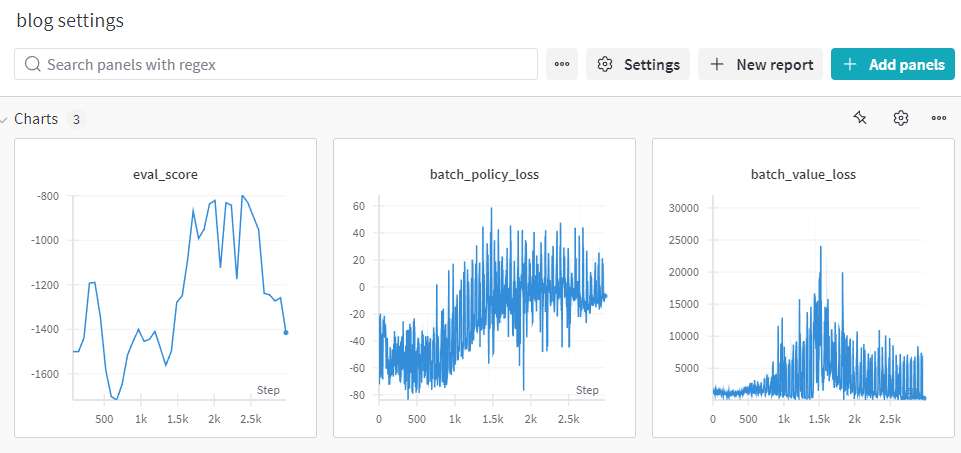 blog settings
Search panels with regex
Settings
New report
Add panels
Charts 3
eval_score
-800
-1000
-1200
-1400
-1600
Step
500 1k 1.5k 2k 2.5k
batch_policy_loss
60
40
20
0
-20
-40
-60
-80
Step
0 500 1k 1.5k 2k 2.5k
batch_value_loss
30000
25000
20000
15000
10000
5000
0 500 1k 1.5k 2k 2.5k